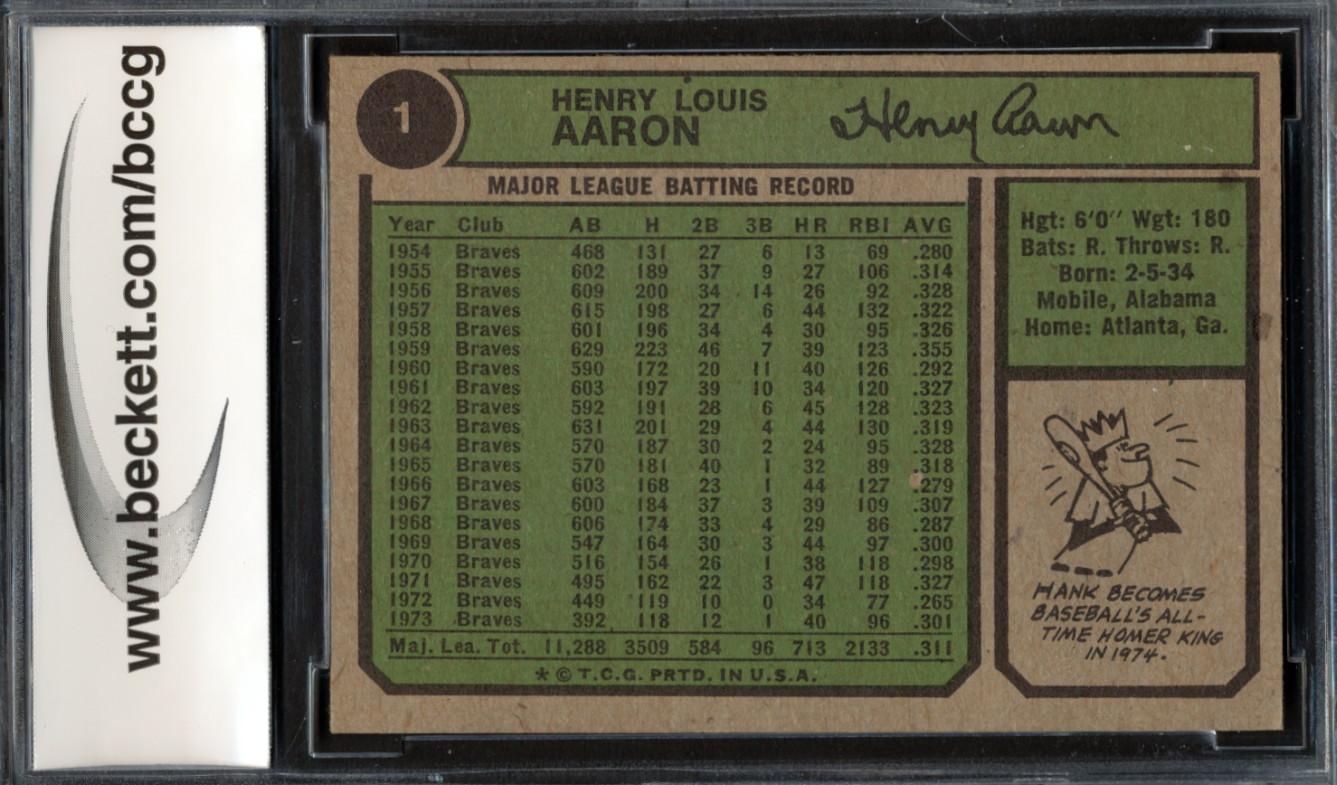 www.beckett.com/bccg
1
HENRY LOUIS
AARON
Henry Aaron
MAJOR LEAGUE BATTING RECORD
Year Club AB H 2B 3B HR RBI AVG
1954 Braves 468 131 27 6 13 69 .280
1955 Braves 602 189 37 9 27 106 .314
1956 Braves 609 200 34 14 26 92 .328
1957 Braves 615 198 27 6 44 132 .322
1958 Braves 601 196 34 4 30 95 .326
1959 Braves 629 223 46 7 39 123 .355
1960 Braves 590 172 20 11 40 126 .292
1961 Braves 603 197 39 10 34 120 .327
1962 Braves 592 191 28 6 45 128 .323
1963 Braves 631 201 29 4 44 130 .319
1964 Braves 570 187 30 2 24 95 .328
1965 Braves 570 181 40 1 32 89 .318
1966 Braves 603 168 23 1 44 127 .279
1967 Braves 600 184 37 3 39 109 .307
1968 Braves 606 174 33 4 29 86 .287
1969 Braves 547 164 30 3 44 97 .300
1970 Braves 516 154 26 1 38 118 .298
1971 Braves 495 162 22 3 47 118 .327
1972 Braves 449 119 10 0 34 77 .265
1973 Braves 392 118 12 1 40 96 .301
Maj. Lea. Tot. 11,288 3509 584 96 713 2133 .311
* © T.C.G. PRTD. IN U.S.A.
Hgt: 6'0" Wgt: 180
Bats: R. Throws: R.
Born: 2-5-34
Mobile, Alabama
Home: Atlanta, Ga.
HANK BECOMES
BASEBALL'S ALL-
TIME HOMER KING
IN 1974.